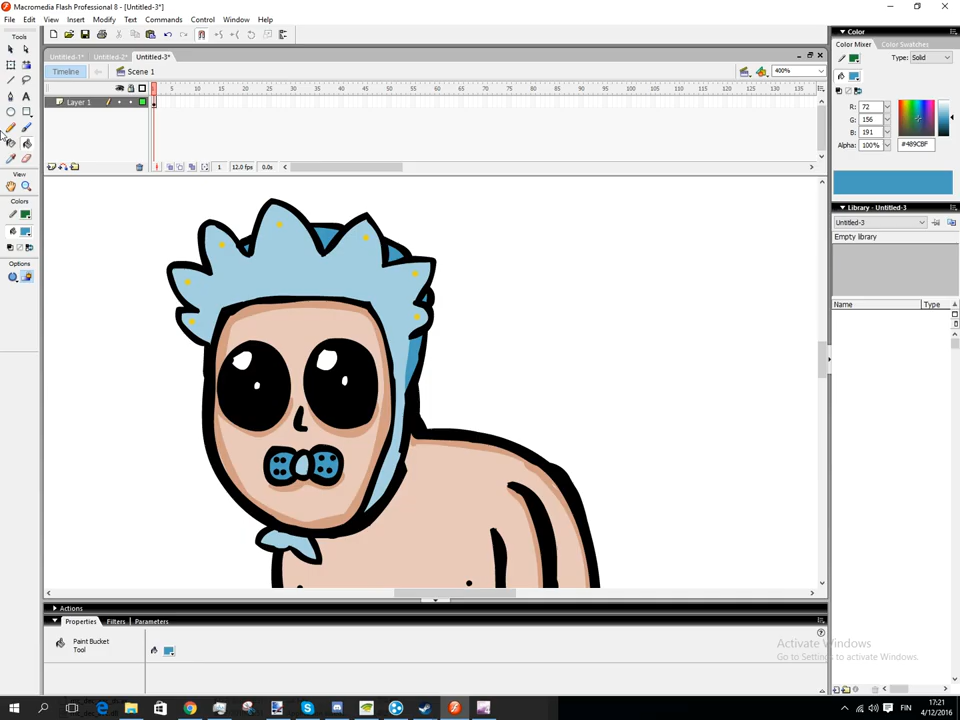 Macromedia Flash Professional 8 - [Untitled-3*]
File Edit View Insert Modify Text Commands Control Window Help
Tools
Untitled-1* Untitled-2* Untitled-3*
Timeline Scene 1 400%
5 10 15 20 25 30 35 40 45 50 55 60 65 70 75 80 85 90 95 100 105 110 115 120 125 130 135
Layer 1
1 12.0 fps 0.0s
View
Colors
Options
Color
Color Mixer Color Swatches
Type: Solid
R: 72
G: 156
B: 191
Alpha: 100% #489CBF
Library - Untitled-3
Untitled-3
Empty library
Name Type
Actions
Properties Filters Parameters
Paint Bucket
Tool
Activate Windows
Go to Settings to activate Windows.
FIN
17:21
4/12/2016